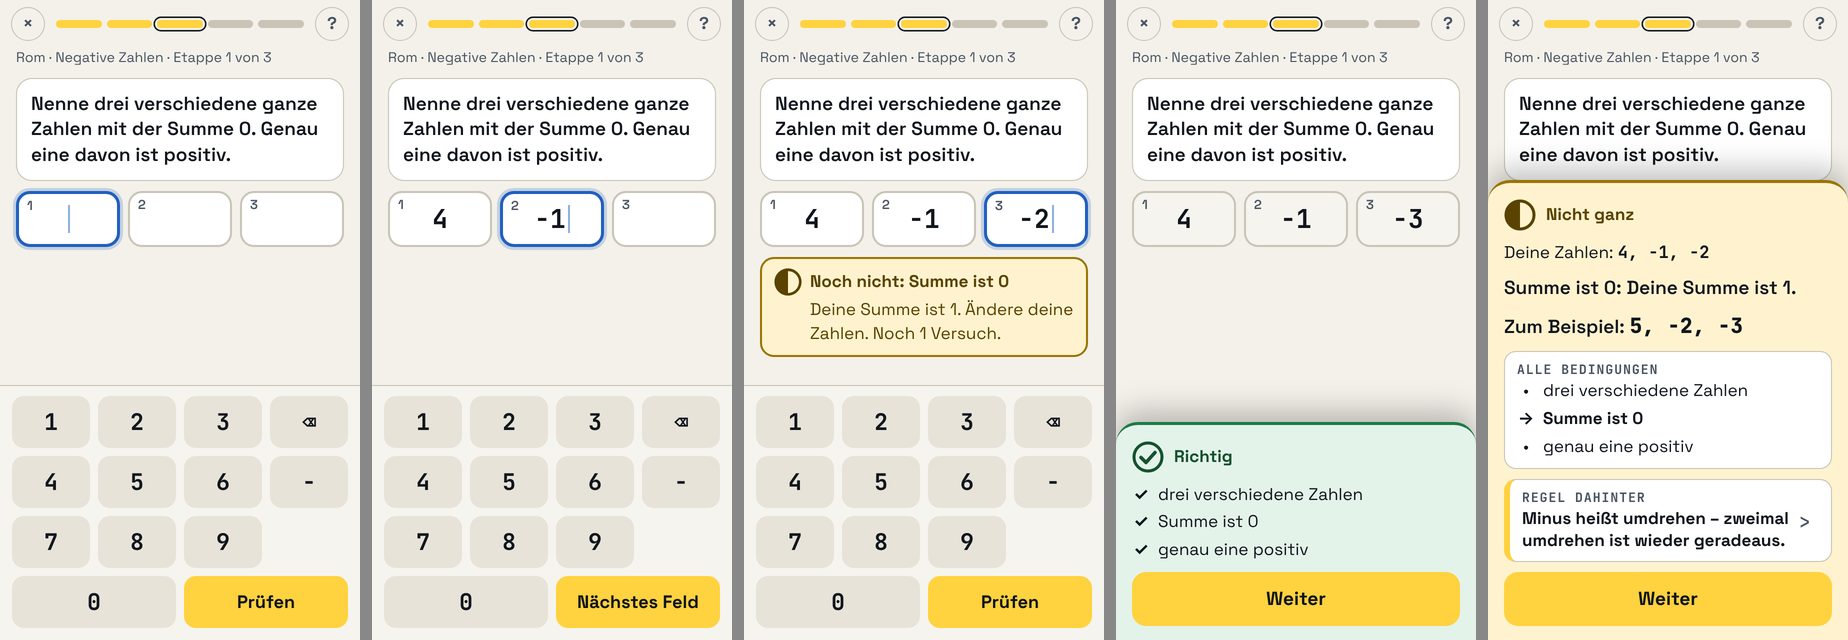 ×
?
Rom · Negative Zahlen · Etappe 1 von 3
Nenne drei verschiedene ganze
Zahlen mit der Summe 0. Genau
eine davon ist positiv.
1
2
3
1 2 3 ⌫
4 5 6 -
7 8 9
0 Prüfen
×
?
Rom · Negative Zahlen · Etappe 1 von 3
Nenne drei verschiedene ganze
Zahlen mit der Summe 0. Genau
eine davon ist positiv.
1 4
2 -1
3
1 2 3 ⌫
4 5 6 -
7 8 9
0 Nächstes Feld
×
?
Rom · Negative Zahlen · Etappe 1 von 3
Nenne drei verschiedene ganze
Zahlen mit der Summe 0. Genau
eine davon ist positiv.
1 4
2 -1
3 -2
Noch nicht: Summe ist 0
Deine Summe ist 1. Ändere deine
Zahlen. Noch 1 Versuch.
1 2 3 ⌫
4 5 6 -
7 8 9
0 Prüfen
×
?
Rom · Negative Zahlen · Etappe 1 von 3
Nenne drei verschiedene ganze
Zahlen mit der Summe 0. Genau
eine davon ist positiv.
1 4
2 -1
3 -3
Richtig
✓ drei verschiedene Zahlen
✓ Summe ist 0
✓ genau eine positiv
Weiter
×
?
Rom · Negative Zahlen · Etappe 1 von 3
Nenne drei verschiedene ganze
Zahlen mit der Summe 0. Genau
eine davon ist positiv.
Nicht ganz
Deine Zahlen: 4, -1, -2
Summe ist 0: Deine Summe ist 1.
Zum Beispiel: 5, -2, -3
ALLE BEDINGUNGEN
• drei verschiedene Zahlen
→ Summe ist 0
• genau eine positiv
REGEL DAHINTER
Minus heißt umdrehen – zweimal
umdrehen ist wieder geradeaus.
>
Weiter